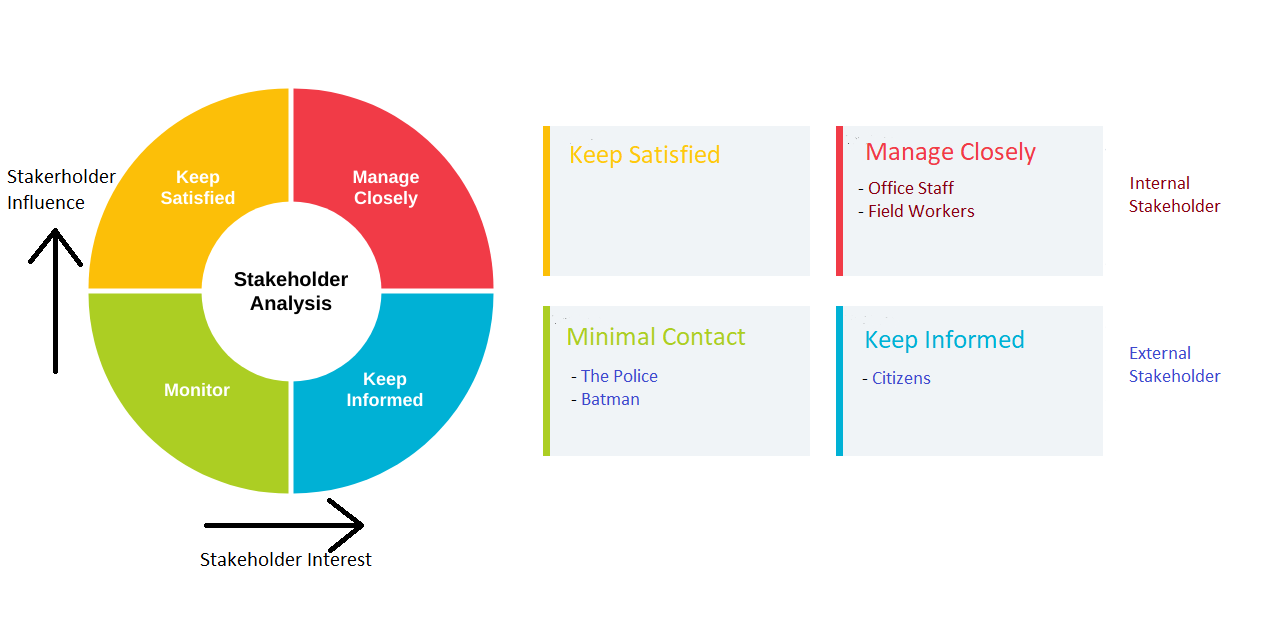 Stakerholder
Influence
Keep
Satisfied
Manage
Closely
Stakeholder
Analysis
Monitor
Keep
Informed
Stakeholder Interest
Keep Satisfied
Manage Closely
- Office Staff
- Field Workers
Internal
Stakeholder
Minimal Contact
- The Police
- Batman
Keep Informed
- Citizens
External
Stakeholder